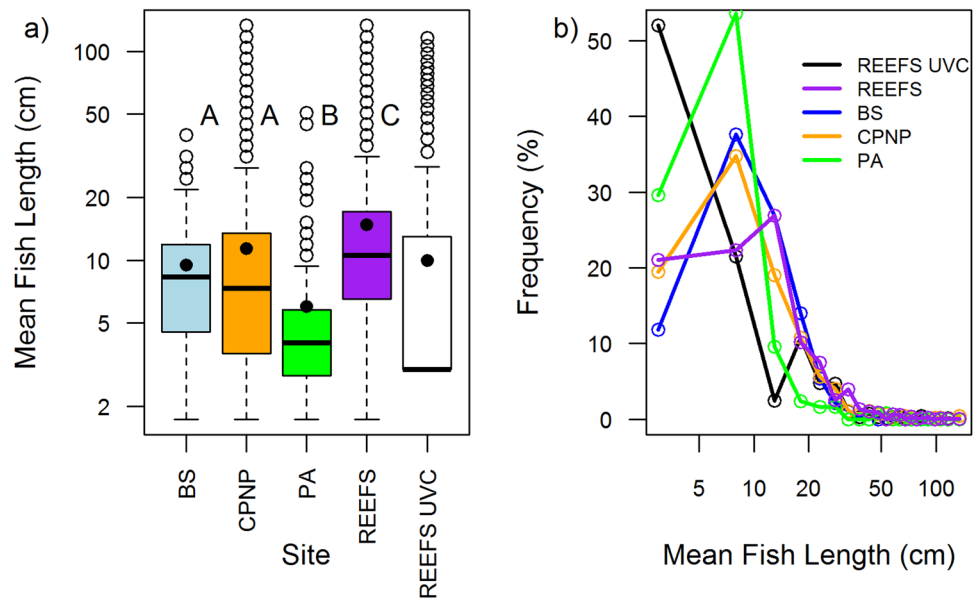 a)
Mean Fish Length (cm)
100
50
20
10
5
2
A A B C
BS
CPNP
PA
REEFS
REEFS UVC
Site
b)
Frequency (%)
50
40
30
20
10
0
REEFS UVC
REEFS
BS
CPNP
PA
5 10 20 50 100
Mean Fish Length (cm)